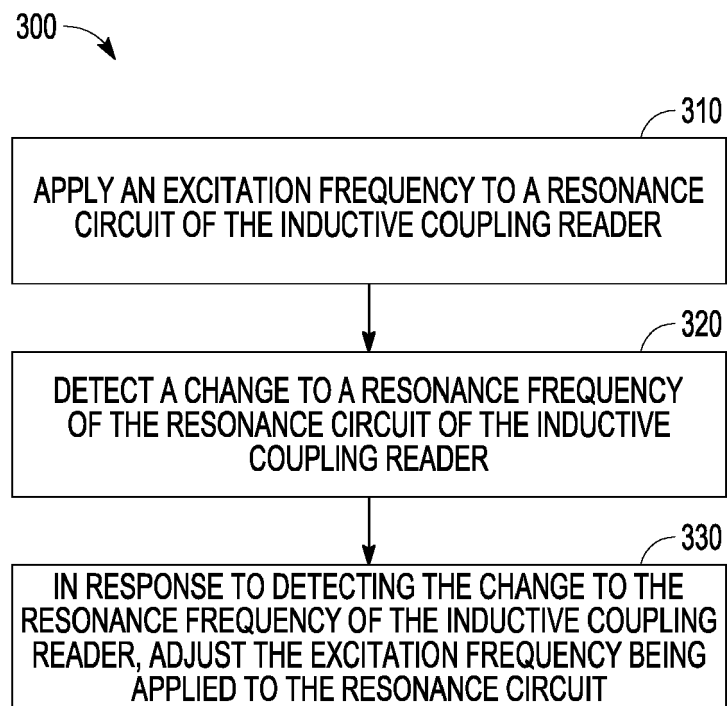 300
310
APPLY AN EXCITATION FREQUENCY TO A RESONANCE
CIRCUIT OF THE INDUCTIVE COUPLING READER
320
DETECT A CHANGE TO A RESONANCE FREQUENCY
OF THE RESONANCE CIRCUIT OF THE INDUCTIVE
COUPLING READER
330
IN RESPONSE TO DETECTING THE CHANGE TO THE
RESONANCE FREQUENCY OF THE INDUCTIVE COUPLING
READER, ADJUST THE EXCITATION FREQUENCY BEING
APPLIED TO THE RESONANCE CIRCUIT